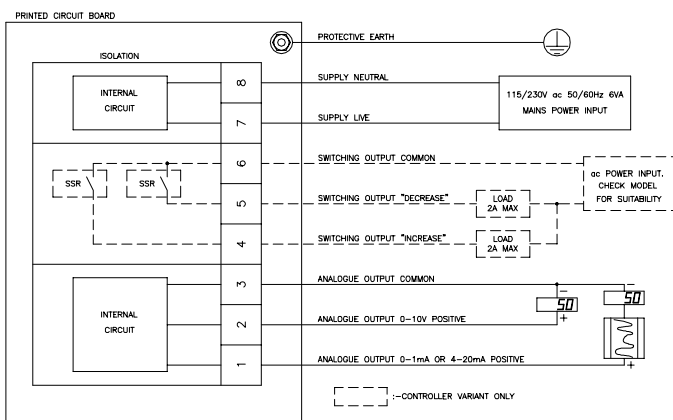 PRINTED CIRCUIT BOARD
PROTECTIVE EARTH
ISOLATION
INTERNAL
CIRCUIT
8
SUPPLY NEUTRAL
7
SUPPLY LIVE
115/230V ac 50/60Hz 6VA
MAINS POWER INPUT
6
SWITCHING OUTPUT COMMON
SSR
SSR
5
SWITCHING OUTPUT "DECREASE"
LOAD
2A MAX
ac POWER INPUT.
CHECK MODEL
FOR SUITABILITY
4
SWITCHING OUTPUT "INCREASE"
LOAD
2A MAX
INTERNAL
CIRCUIT
3
ANALOGUE OUTPUT COMMON
2
ANALOGUE OUTPUT 0-10V POSITIVE
1
ANALOGUE OUTPUT 0-1mA OR 4-20mA POSITIVE
-
50
+
-
50
+
:-CONTROLLER VARIANT ONLY